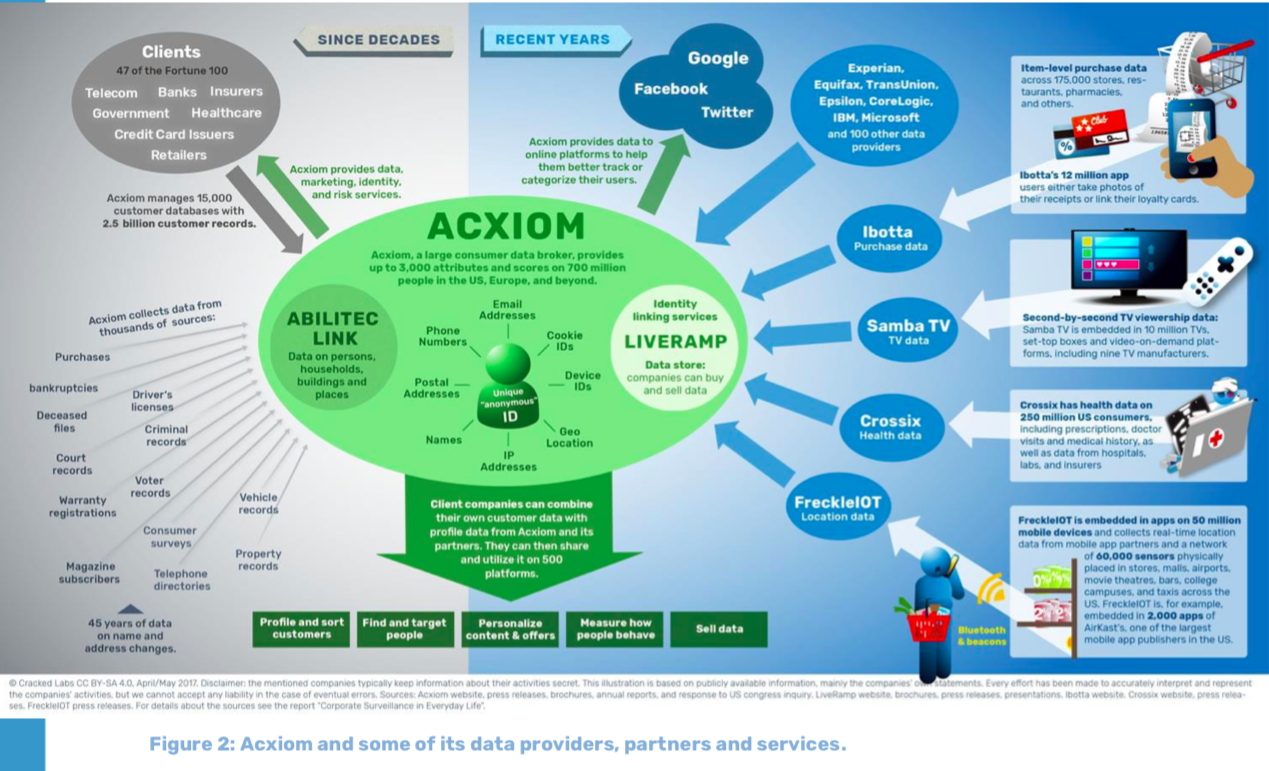 SINCE DECADES
RECENT YEARS
Clients
47 of the Fortune 100
Telecom Banks Insurers
Government Healthcare
Credit Card Issuers
Retailers
Acxiom provides data,
marketing, identity,
and risk services.
Acxiom manages 15,000
customer databases with
2.5 billion customer records.
Google
Facebook
Twitter
Acxiom provides data to
online platforms to help
them better track or
categorize their users.
Experian,
Equifax, TransUnion,
Epsilon, CoreLogic,
IBM, Microsoft
and 100 other data
providers
ACXIOM
Acxiom, a large consumer data broker, provides
up to 3,000 attributes and scores on 700 million
people in the US, Europe, and beyond.
ABILITEC
LINK
Data on persons,
households,
buildings and
places
Email
Addresses
Phone
Numbers
Cookie
IDs
Postal
Addresses
Device
IDs
Unique
"anonymous"
ID
Names
Geo
Location
IP
Addresses
Identity
linking services
LIVERAMP
Data store:
companies can buy
and sell data
Acxiom collects data from
thousands of sources:
Purchases
bankruptcies
Driver's
licenses
Deceased
files
Criminal
records
Court
records
Voter
records
Warranty
registrations
Vehicle
records
Consumer
surveys
Property
records
Magazine
subscribers
Telephone
directories
45 years of data
on name and
address changes.
Client companies can combine
their own customer data with
profile data from Acxiom and its
partners. They can then share
and utilize it on 500
platforms.
Profile and sort
customers
Find and target
people
Personalize
content & offers
Measure how
people behave
Sell data
Ibotta
Purchase data
Samba TV
TV data
Crossix
Health data
FreckleIOT
Location data
Item-level purchase data
across 175.000 stores, res-
taurants, pharmacies,
and others.
Club
%
Ibotta's 12 million app
users either take photos of
their receipts or link their loyalty cards.
Second-by-second TV viewership data:
Samba TV is embedded in 10 million TVs,
set-top boxes and video-on-demand plat-
forms, including nine TV manufacturers.
Crossix has health data on
250 million US consumers,
including prescriptions, doctor
visits and medical history, as
well as data from hospitals,
labs, and insurers
FreckleIOT is embedded in apps on 50 million
mobile devices and collects real-time location
data from mobile app partners and a network
of 60,000 sensors physically
placed in stores, malls, airports,
movie theatres, bars, college
campuses, and taxis across the
US. FreckleIOT is, for example,
embedded in 2,000 apps of
AirKast's, one of the largest
mobile app publishers in the US.
Bluetooth
& beacons
© Cracked Labs CC BY-SA 4.0, April/May 2017. Disclaimer: the mentioned companies typically keep information about their activities secret. This illustration is based on publicly available information, mainly the companies' own statements. Every effort has been made to accurately interpret and represent
the companies' activities, but we cannot accept any liability in the case of eventual errors. Sources: Acxiom website, press releases, brochures, annual reports, and response to US congress inquiry. LiveRamp website, brochures, press releases, presentations. Ibotta website. Crossix website, press relea-
ses. FreckleIOT press releases. For details about the sources see the report "Corporate Surveillance in Everyday Life".
Figure 2: Acxiom and some of its data providers, partners and services.